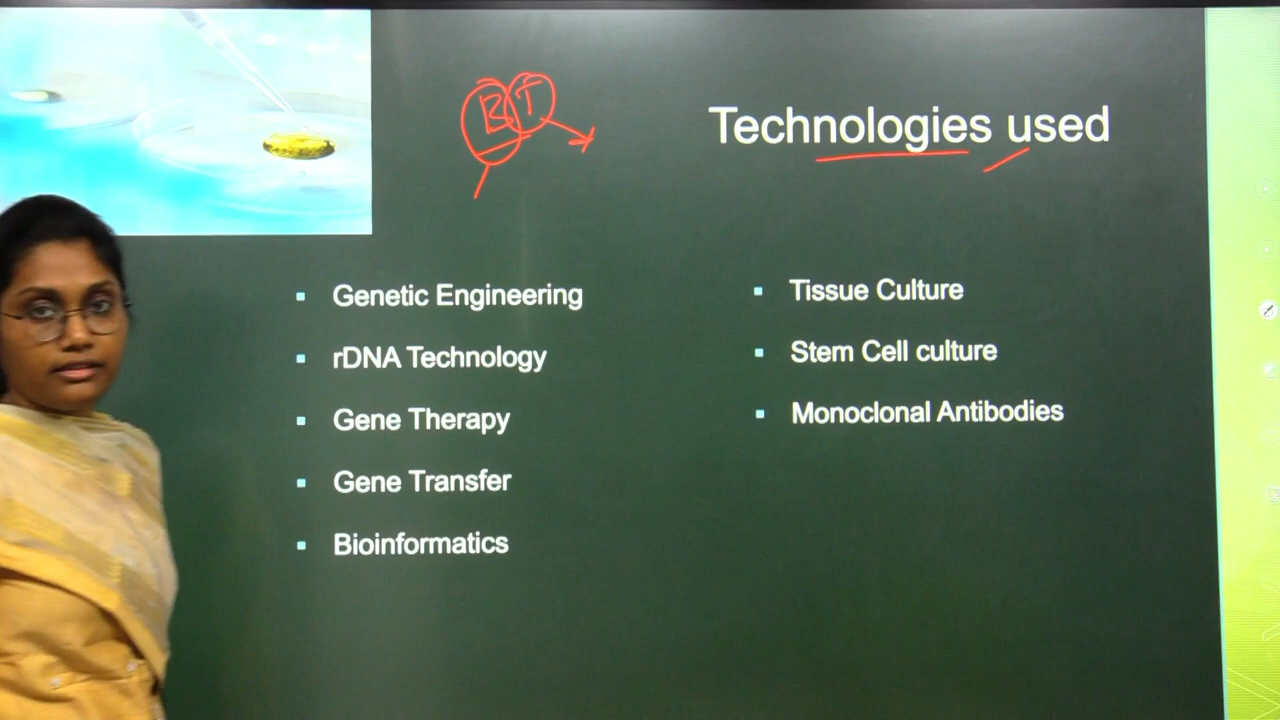 BT
Technologies used
Genetic Engineering
rDNA Technology
Gene Therapy
Gene Transfer
Bioinformatics
Tissue Culture
Stem Cell culture
Monoclonal Antibodies